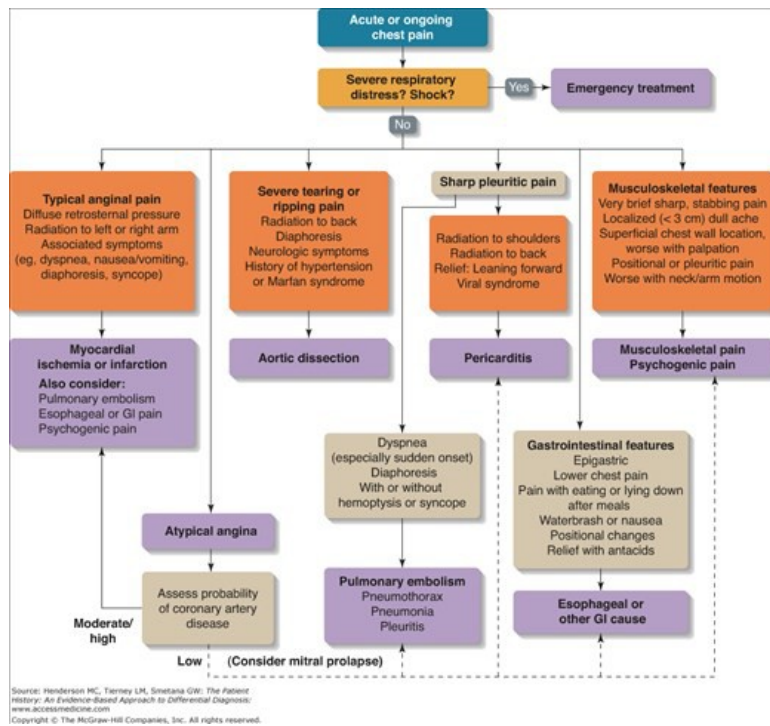 Acute or ongoing
chest pain
Severe respiratory
distress? Shock?
Yes
Emergency treatment
No
Typical anginal pain
Diffuse retrosternal pressure
Radiation to left or right arm
Associated symptoms
(eg, dyspnea, nausea/vomiting,
diaphoresis, syncope)
Severe tearing or
ripping pain
Radiation to back
Diaphoresis
Neurologic symptoms
History of hypertension
or Marfan syndrome
Sharp pleuritic pain
Radiation to shoulders
Radiation to back
Relief: Leaning forward
Viral syndrome
Musculoskeletal features
Very brief sharp, stabbing pain
Localized (< 3 cm) dull ache
Superficial chest wall location,
worse with palpation
Positional or pleuritic pain
Worse with neck/arm motion
Myocardial
ischemia or infarction
Also consider:
Pulmonary embolism
Esophageal or GI pain
Psychogenic pain
Aortic dissection
Pericarditis
Musculoskeletal pain
Psychogenic pain
Dyspnea
(especially sudden onset)
Diaphoresis
With or without
hemoptysis or syncope
Gastrointestinal features
Epigastric
Lower chest pain
Pain with eating or lying down
after meals
Waterbrash or nausea
Positional changes
Relief with antacids
Atypical angina
Assess probability
of coronary artery
disease
Moderate/
high
Pulmonary embolism
Pneumothorax
Pneumonia
Pleuritis
Esophageal or
other GI cause
Low (Consider mitral prolapse)
Source: Henderson MC, Tierney LM, Smetana GW: The Patient
History: An Evidence-Based Approach to Differential Diagnosis:
www.accessmedicine.com
Copyright © The McGraw-Hill Companies, Inc. All rights reserved.